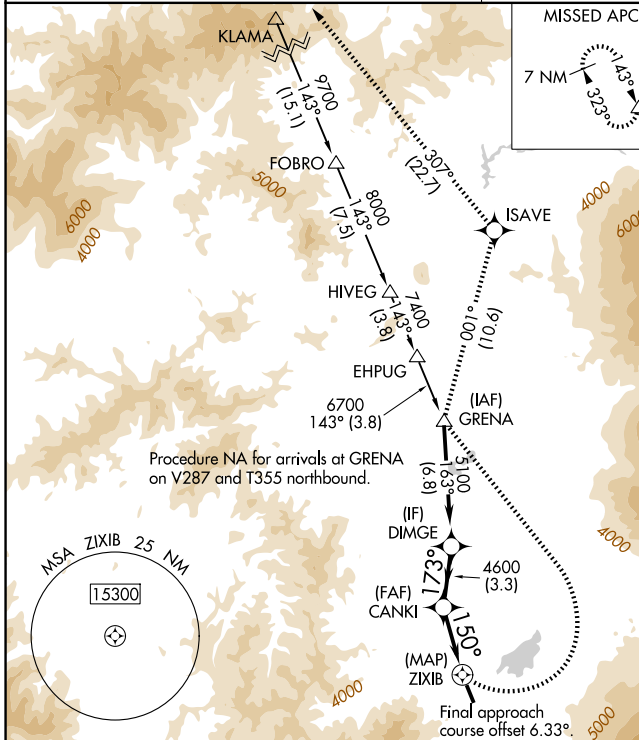 MISSED APC
7 NM
143°
323°
KLAMA
9700
143°
(15.1)
FOBRO
5000
6000
4000
8000
143°
(7.5)
307°
(22.7)
ISAVE
4000
6000
HIVEG
7400
143°
(3.8)
001°
(10.6)
EHPUG
6700
143° (3.8)
(IAF)
GRENA
Procedure NA for arrivals at GRENA
on V287 and T355 northbound.
5100
163°
(6.8)
(IF)
DIMGE
4000
MSA ZIXIB 25 NM
15300
173°
4600
(3.3)
(FAF)
CANKI
150°
(MAP)
ZIXIB
4000
Final approach
course offset 6.33°.
5000